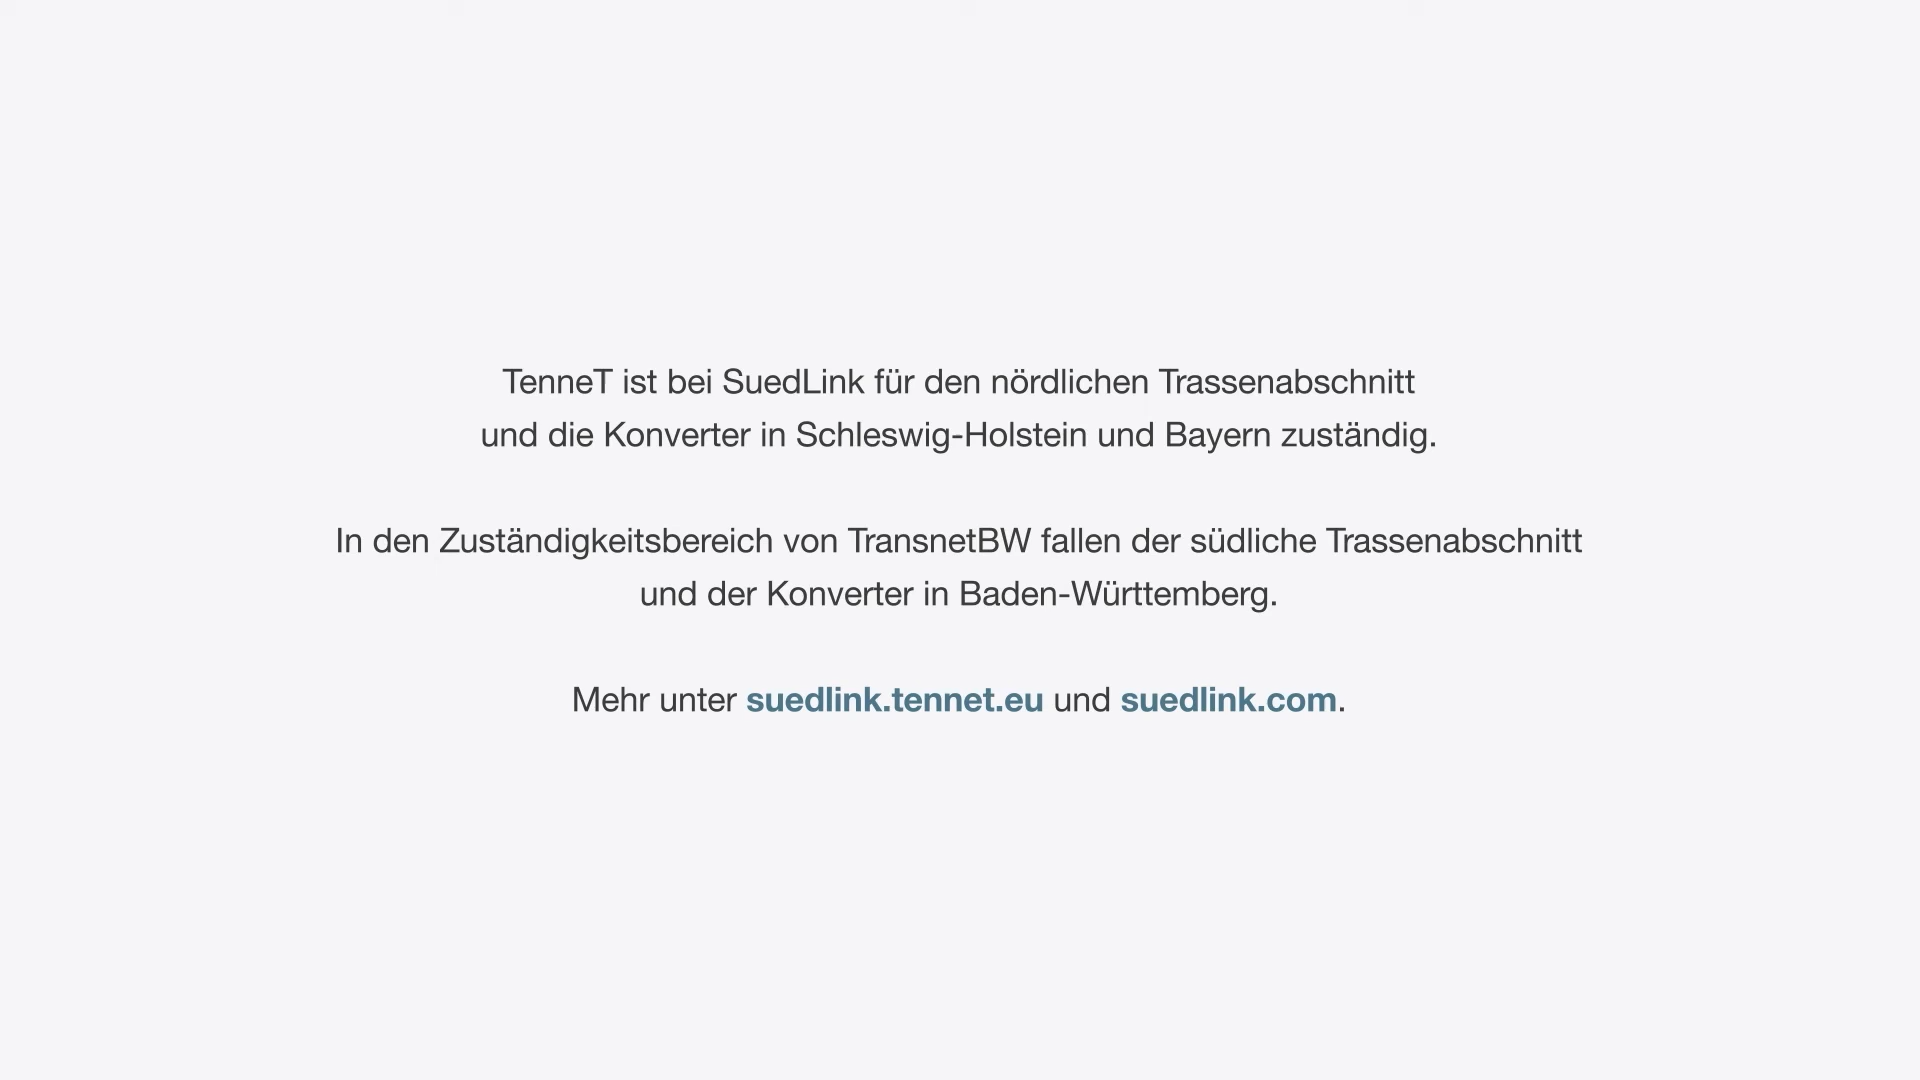 TenneT ist bei SuedLink für den nördlichen Trassenabschnitt
und die Konverter in Schleswig-Holstein und Bayern zuständig.
In den Zuständigkeitsbereich von TransnetBW fallen der südliche Trassenabschnitt
und der Konverter in Baden-Württemberg.
Mehr unter suedlink.tennet.eu und suedlink.com.